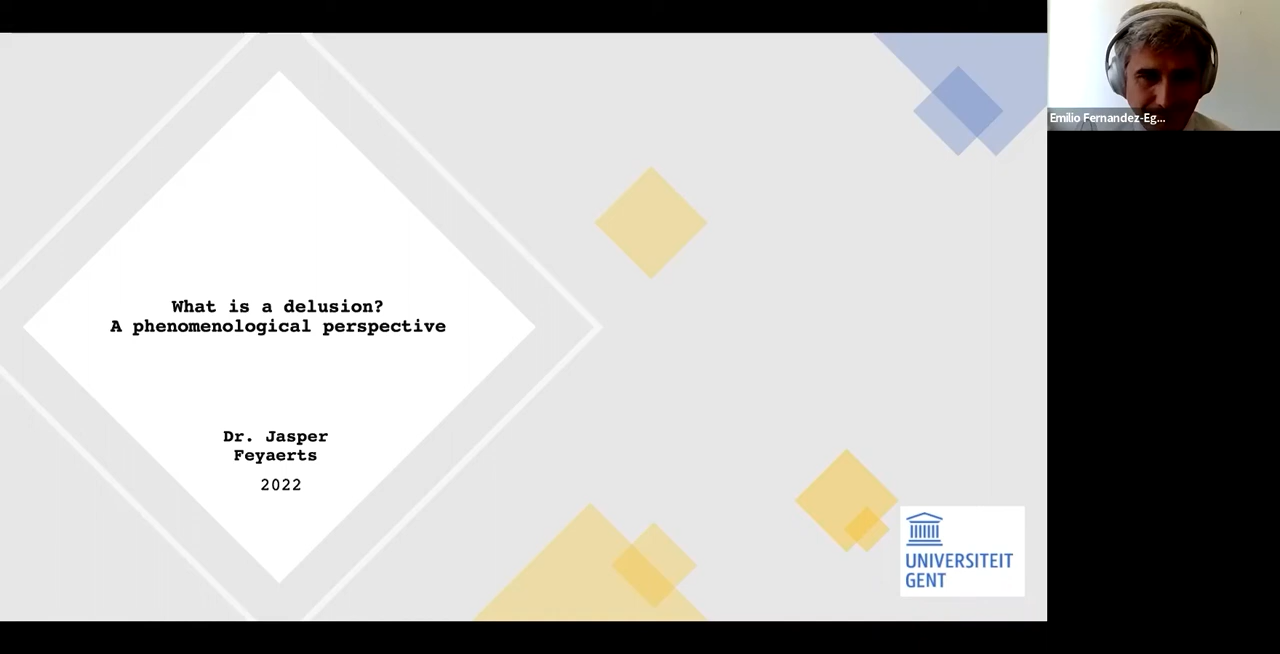 Emilio Fernandez-Eg...
What is a delusion?
A phenomenological perspective
Dr. Jasper
Feyaerts
2022
UNIVERSITEIT
GENT